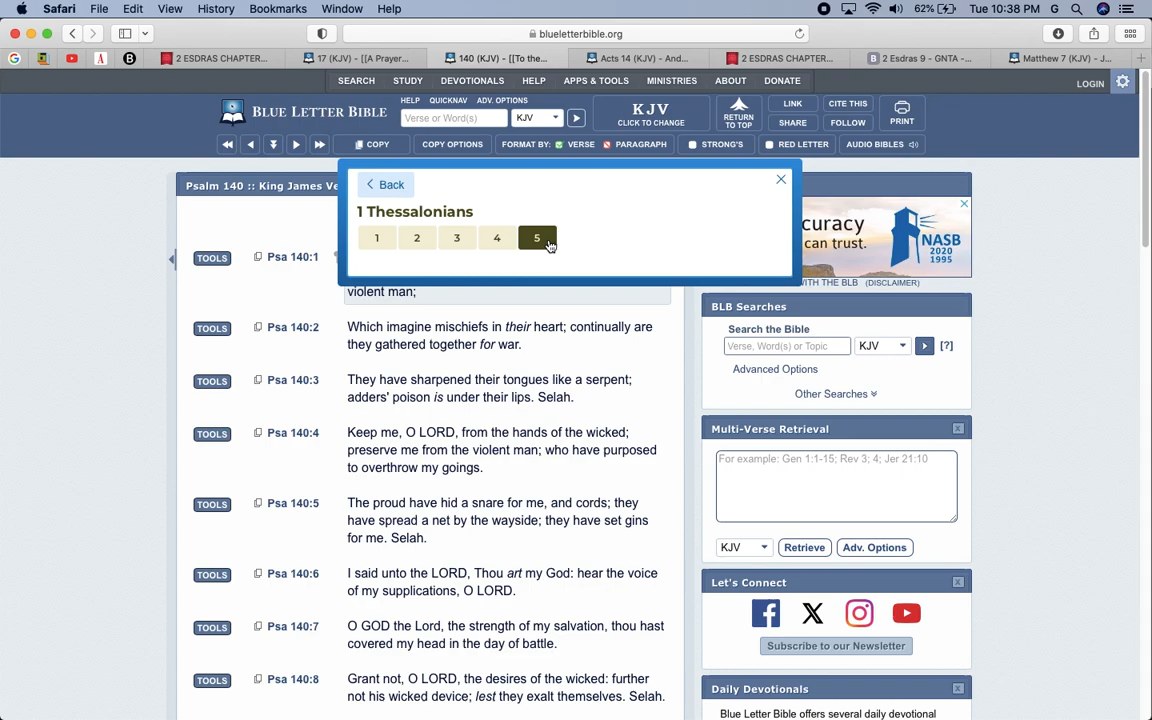 Safari File Edit View History Bookmarks Window Help 62% Tue 10:38 PM G
blueletterbible.org
2 ESDRAS CHAPTER... 17 (KJV) - [[A Prayer... 140 (KJV) - [[To the... Acts 14 (KJV) - And... 2 ESDRAS CHAPTER... 2 Esdras 9 - GNTA -... Matthew 7 (KJV) - J...
SEARCH STUDY DEVOTIONALS HELP APPS & TOOLS MINISTRIES ABOUT DONATE LOGIN
BLUE LETTER BIBLE
HELP QUICKNAV ADV. OPTIONS
Verse or Word(s) KJV
KJV
CLICK TO CHANGE
RETURN
TO TOP
LINK CITE THIS
SHARE FOLLOW
PRINT
COPY COPY OPTIONS FORMAT BY: VERSE PARAGRAPH STRONG'S RED LETTER AUDIO BIBLES
Psalm 140 :: King James Ve
Back
1 Thessalonians
1 2 3 4 5
TOOLS Psa 140:1
violent man;
TOOLS Psa 140:2 Which imagine mischiefs in their heart; continually are
they gathered together for war.
TOOLS Psa 140:3 They have sharpened their tongues like a serpent;
adders' poison is under their lips. Selah.
TOOLS Psa 140:4 Keep me, O LORD, from the hands of the wicked;
preserve me from the violent man; who have purposed
to overthrow my goings.
TOOLS Psa 140:5 The proud have hid a snare for me, and cords; they
have spread a net by the wayside; they have set gins
for me. Selah.
TOOLS Psa 140:6 I said unto the LORD, Thou art my God: hear the voice
of my supplications, O LORD.
TOOLS Psa 140:7 O GOD the Lord, the strength of my salvation, thou hast
covered my head in the day of battle.
TOOLS Psa 140:8 Grant not, O LORD, the desires of the wicked: further
not his wicked device; lest they exalt themselves. Selah.
curacy
can trust.
NASB
2020
1995
WITH THE BLB (DISCLAIMER)
BLB Searches
Search the Bible
Verse, Word(s) or Topic KJV [?]
Advanced Options
Other Searches
Multi-Verse Retrieval X
For example: Gen 1:1-15; Rev 3; 4; Jer 21:10
KJV Retrieve Adv. Options
Let's Connect X
Subscribe to our Newsletter
Daily Devotionals X
Blue Letter Bible offers several daily devotional